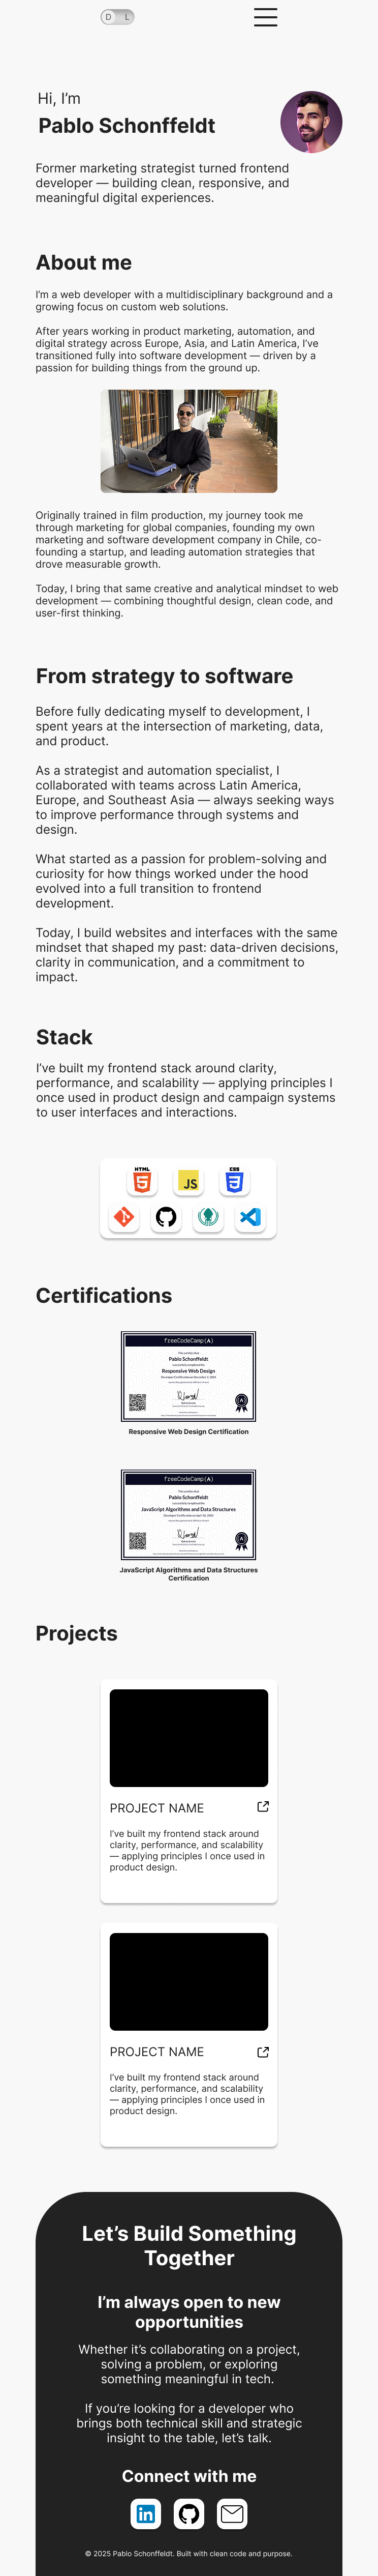 D L
Hi, I’m
Pablo Schonffeldt
Former marketing strategist turned frontend
developer — building clean, responsive, and
meaningful digital experiences.
About me
I’m a web developer with a multidisciplinary background and a
growing focus on custom web solutions.
After years working in product marketing, automation, and
digital strategy across Europe, Asia, and Latin America, I’ve
transitioned fully into software development — driven by a
passion for building things from the ground up.
Originally trained in film production, my journey took me
through marketing for global companies, founding my own
marketing and software development company in Chile, co-
founding a startup, and leading automation strategies that
drove measurable growth.
Today, I bring that same creative and analytical mindset to web
development — combining thoughtful design, clean code, and
user-first thinking.
From strategy to software
Before fully dedicating myself to development, I
spent years at the intersection of marketing, data,
and product.
As a strategist and automation specialist, I
collaborated with teams across Latin America,
Europe, and Southeast Asia — always seeking ways
to improve performance through systems and
design.
What started as a passion for problem-solving and
curiosity for how things worked under the hood
evolved into a full transition to frontend
development.
Today, I build websites and interfaces with the same
mindset that shaped my past: data-driven decisions,
clarity in communication, and a commitment to
impact.
Stack
I’ve built my frontend stack around clarity,
performance, and scalability — applying principles I
once used in product design and campaign systems
to user interfaces and interactions.
HTML
5
JS
CSS
3
Certifications
freeCodeCamp(A)
Pablo Schonffeldt
Responsive Web Design
Responsive Web Design Certification
freeCodeCamp(A)
Pablo Schonffeldt
JavaScript Algorithms and Data Structures
JavaScript Algorithms and Data Structures
Certification
Projects
PROJECT NAME
I’ve built my frontend stack around
clarity, performance, and scalability
— applying principles I once used in
product design.
PROJECT NAME
I’ve built my frontend stack around
clarity, performance, and scalability
— applying principles I once used in
product design.
Let’s Build Something
Together
I’m always open to new
opportunities
Whether it’s collaborating on a project,
solving a problem, or exploring
something meaningful in tech.
If you’re looking for a developer who
brings both technical skill and strategic
insight to the table, let’s talk.
Connect with me
in
© 2025 Pablo Schonffeldt. Built with clean code and purpose.